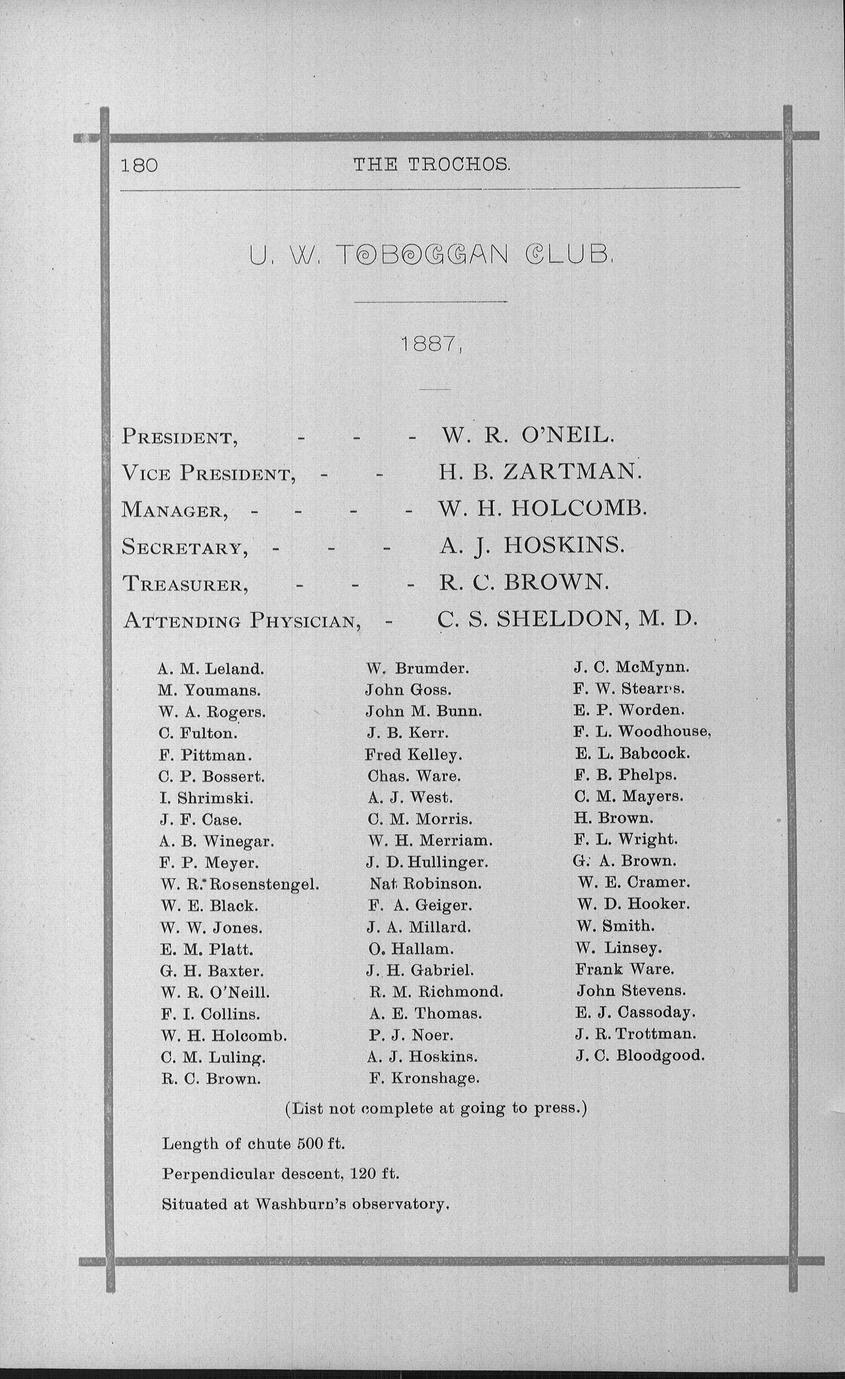 180 THE TROCHOS.
U. W. TOBOGGAN CLUB.
1887,
PRESIDENT, - - - W. R. O'NEIL.
VICE PRESIDENT, - - H. B. ZARTMAN.
MANAGER, - - - - W. H. HOLCOMB.
SECRETARY, - - - A. J. HOSKINS.
TREASURER, - - - R. C. BROWN.
ATTENDING PHYSICIAN, - C. S. SHELDON, M. D.
A. M. Leland.
M. Youmans.
W. A. Rogers.
C. Fulton.
F. Pittman.
C. P. Bossert.
I. Shrimski.
J. F. Case.
A. B. Winegar.
F. P. Meyer.
W. R. Rosenstengel.
W. E. Black.
W. W. Jones.
E. M. Platt.
G. H. Baxter.
W. R. O'Neill.
F. I. Collins.
W. H. Holcomb.
C. M. Luling.
R. C. Brown.
W. Brumder.
John Goss.
John M. Bunn.
J. B. Kerr.
Fred Kelley.
Chas. Ware.
A. J. West.
C. M. Morris.
W. H. Merriam.
J. D. Hullinger.
Nat Robinson.
F. A. Geiger.
J. A. Millard.
O. Hallam.
J. H. Gabriel.
R. M. Richmond.
A. E. Thomas.
P. J. Noer.
A. J. Hoskins.
F. Kronshage.
J. C. McMynn.
F. W. Stearns.
E. P. Worden.
F. L. Woodhouse,
E. L. Babcock.
F. B. Phelps.
C. M. Mayers.
H. Brown.
F. L. Wright.
G. A. Brown.
W. E. Cramer.
W. D. Hooker.
W. Smith.
W. Linsey.
Frank Ware.
John Stevens.
E. J. Cassoday.
J. R. Trottman.
J. C. Bloodgood.
(List not complete at going to press.)
Length of chute 500 ft.
Perpendicular descent, 120 ft.
Situated at Washburn's observatory.